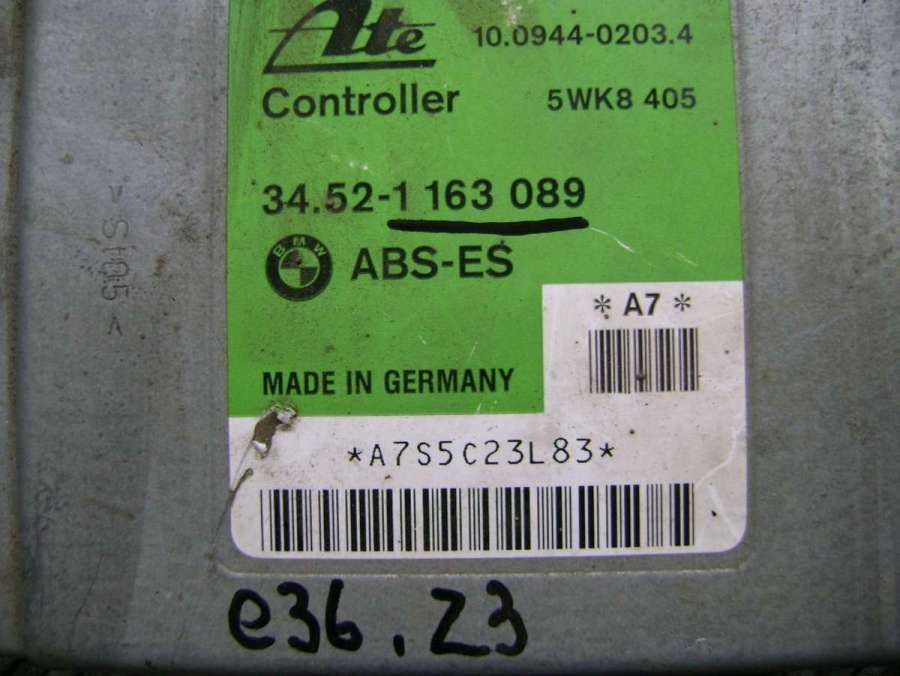 Ate 10.0944-0203.4
Controller 5WK8 405
34.52-1 163 089
BMW ABS-ES
* A7 *
MADE IN GERMANY
*A7S5C23L83*
e36. Z3